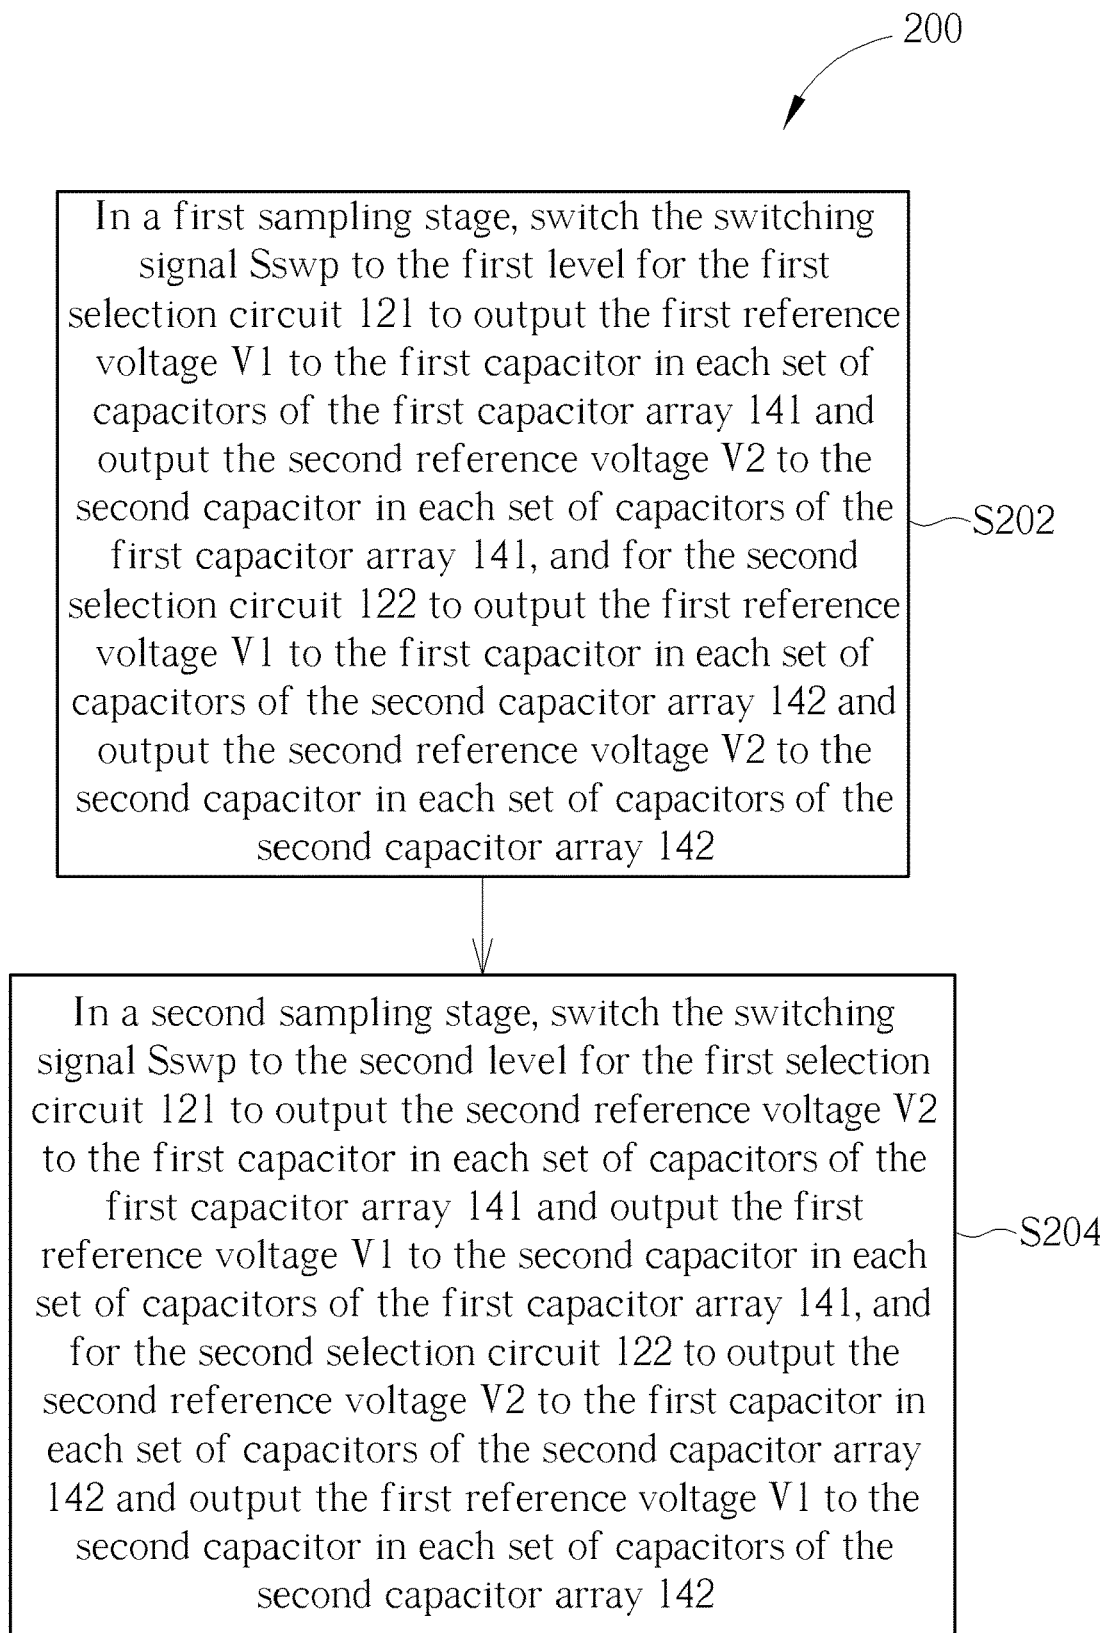 200
In a first sampling stage, switch the switching
signal Sswp to the first level for the first
selection circuit 121 to output the first reference
voltage V1 to the first capacitor in each set of
capacitors of the first capacitor array 141 and
output the second reference voltage V2 to the
second capacitor in each set of capacitors of the
first capacitor array 141, and for the second
selection circuit 122 to output the first reference
voltage V1 to the first capacitor in each set of
capacitors of the second capacitor array 142 and
output the second reference voltage V2 to the
second capacitor in each set of capacitors of the
second capacitor array 142
S202
In a second sampling stage, switch the switching
signal Sswp to the second level for the first selection
circuit 121 to output the second reference voltage V2
to the first capacitor in each set of capacitors of the
first capacitor array 141 and output the first
reference voltage V1 to the second capacitor in each
set of capacitors of the first capacitor array 141, and
for the second selection circuit 122 to output the
second reference voltage V2 to the first capacitor in
each set of capacitors of the second capacitor array
142 and output the first reference voltage V1 to the
second capacitor in each set of capacitors of the
second capacitor array 142
S204